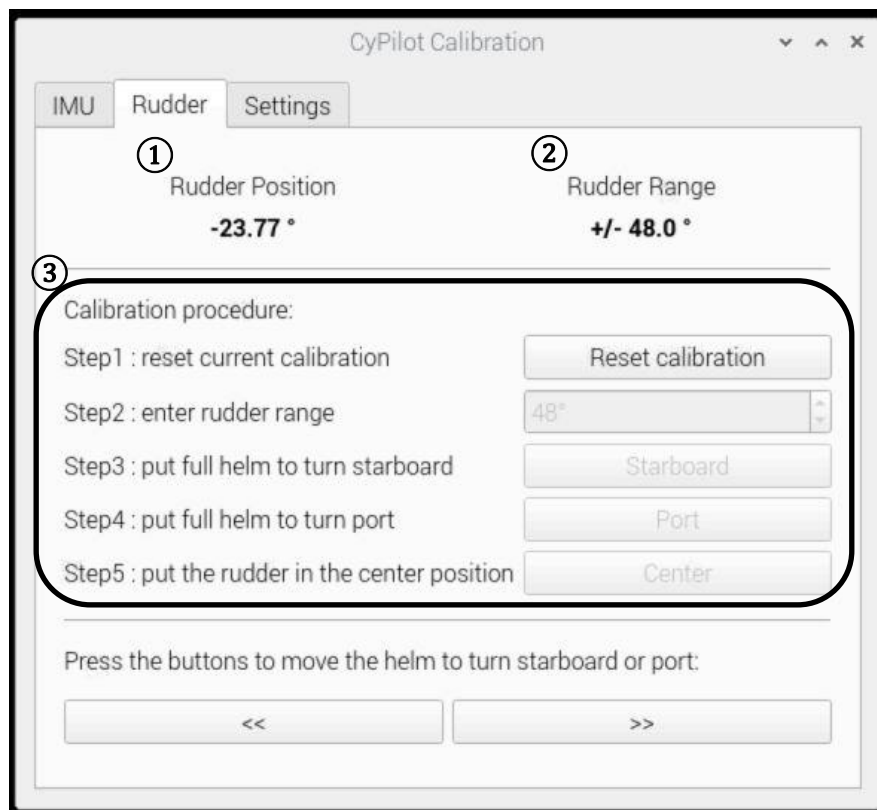 CyPilot Calibration
IMU Rudder Settings
① ②
Rudder Position Rudder Range
-23.77 ° +/- 48.0 °
③
Calibration procedure:
Step1 : reset current calibration Reset calibration
Step2 : enter rudder range 48°
Step3 : put full helm to turn starboard Starboard
Step4 : put full helm to turn port Port
Step5 : put the rudder in the center position Center
Press the buttons to move the helm to turn starboard or port:
<< >>